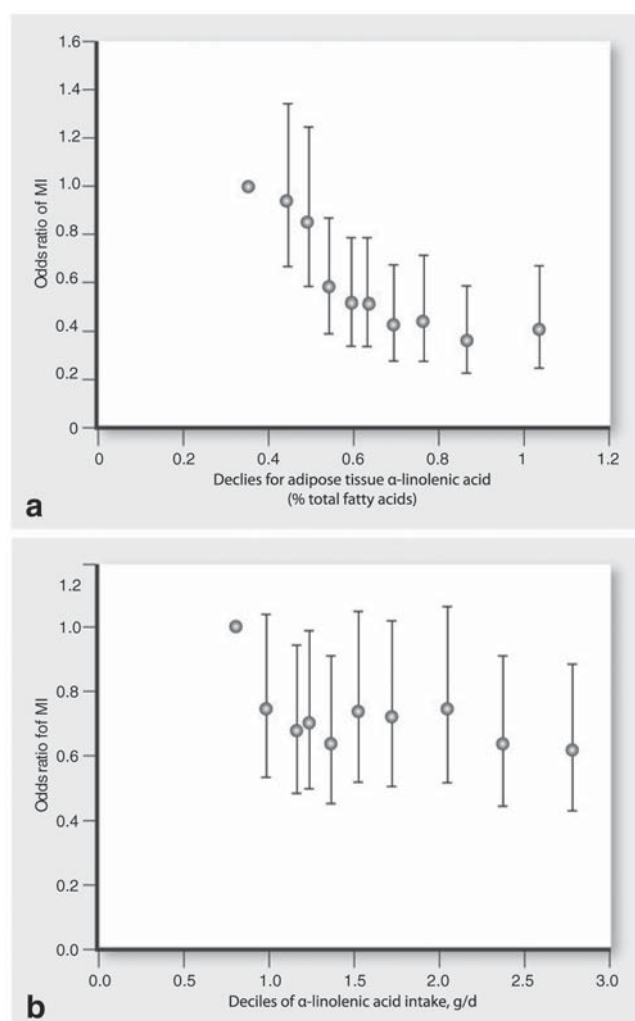 1.6
1.4
1.2
1.0
0.8
0.6
0.4
0.2
0
Odds ratio of MI
0 0.2 0.4 0.6 0.8 1 1.2
Declies for adipose tissue α-linolenic acid
(% total fatty acids)
a
1.2
1.0
0.8
0.6
0.4
0.2
0.0
Odds ratio fof MI
0.0 0.5 1.0 1.5 2.0 2.5 3.0
Deciles of α-linolenic acid intake, g/d
b